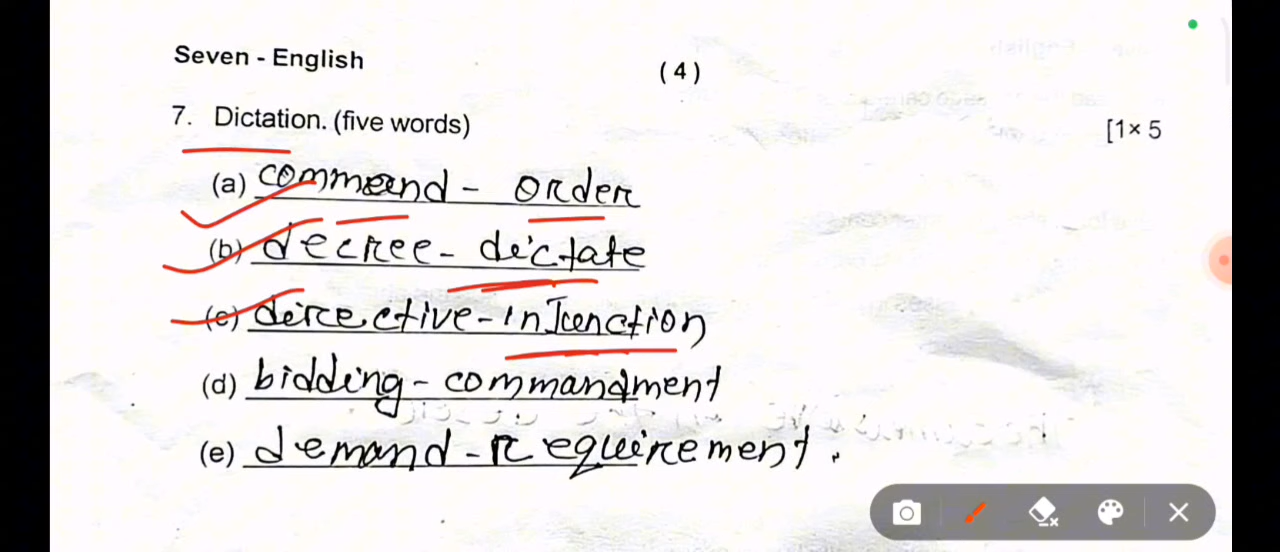 Seven - English
(4)
7. Dictation. (five words)
[1× 5
(a) command - order
(b) decree - dictate
(c) directive - injunction
(d) bidding - commandment
(e) demand - requirement.